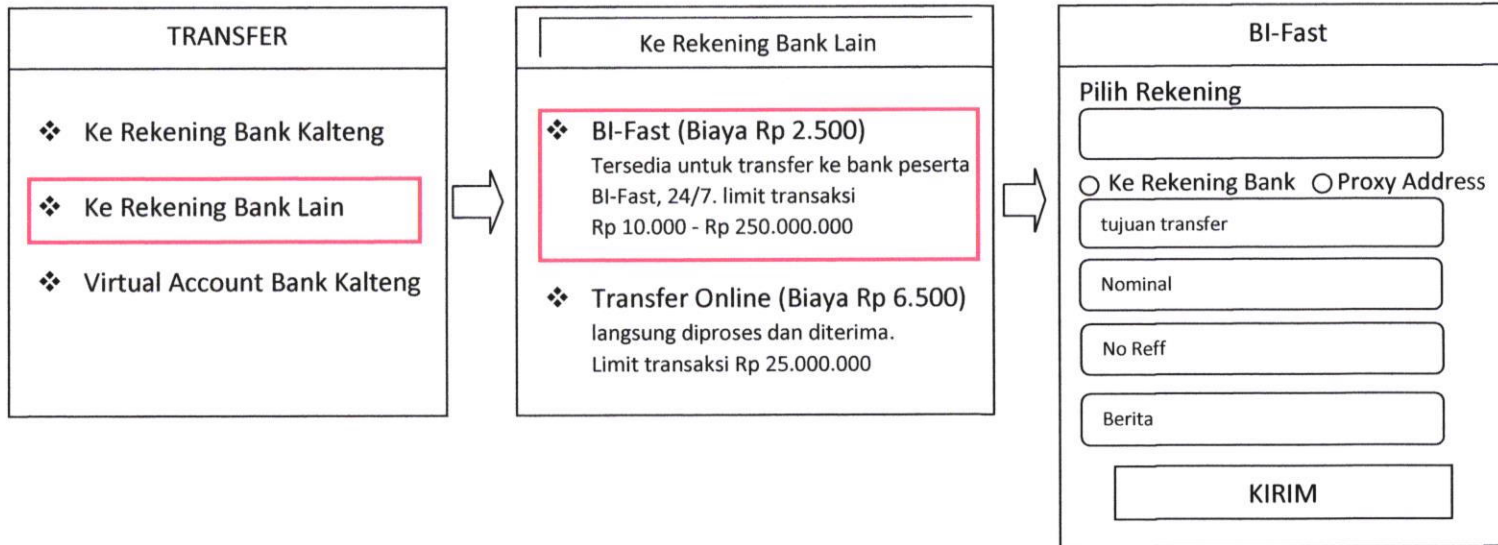 TRANSFER
❖ Ke Rekening Bank Kalteng
❖ Ke Rekening Bank Lain
❖ Virtual Account Bank Kalteng
Ke Rekening Bank Lain
❖ BI-Fast (Biaya Rp 2.500)
Tersedia untuk transfer ke bank peserta
BI-Fast, 24/7. limit transaksi
Rp 10.000 - Rp 250.000.000
❖ Transfer Online (Biaya Rp 6.500)
langsung diproses dan diterima.
Limit transaksi Rp 25.000.000
BI-Fast
Pilih Rekening
Ke Rekening Bank Proxy Address
tujuan transfer
Nominal
No Reff
Berita
KIRIM